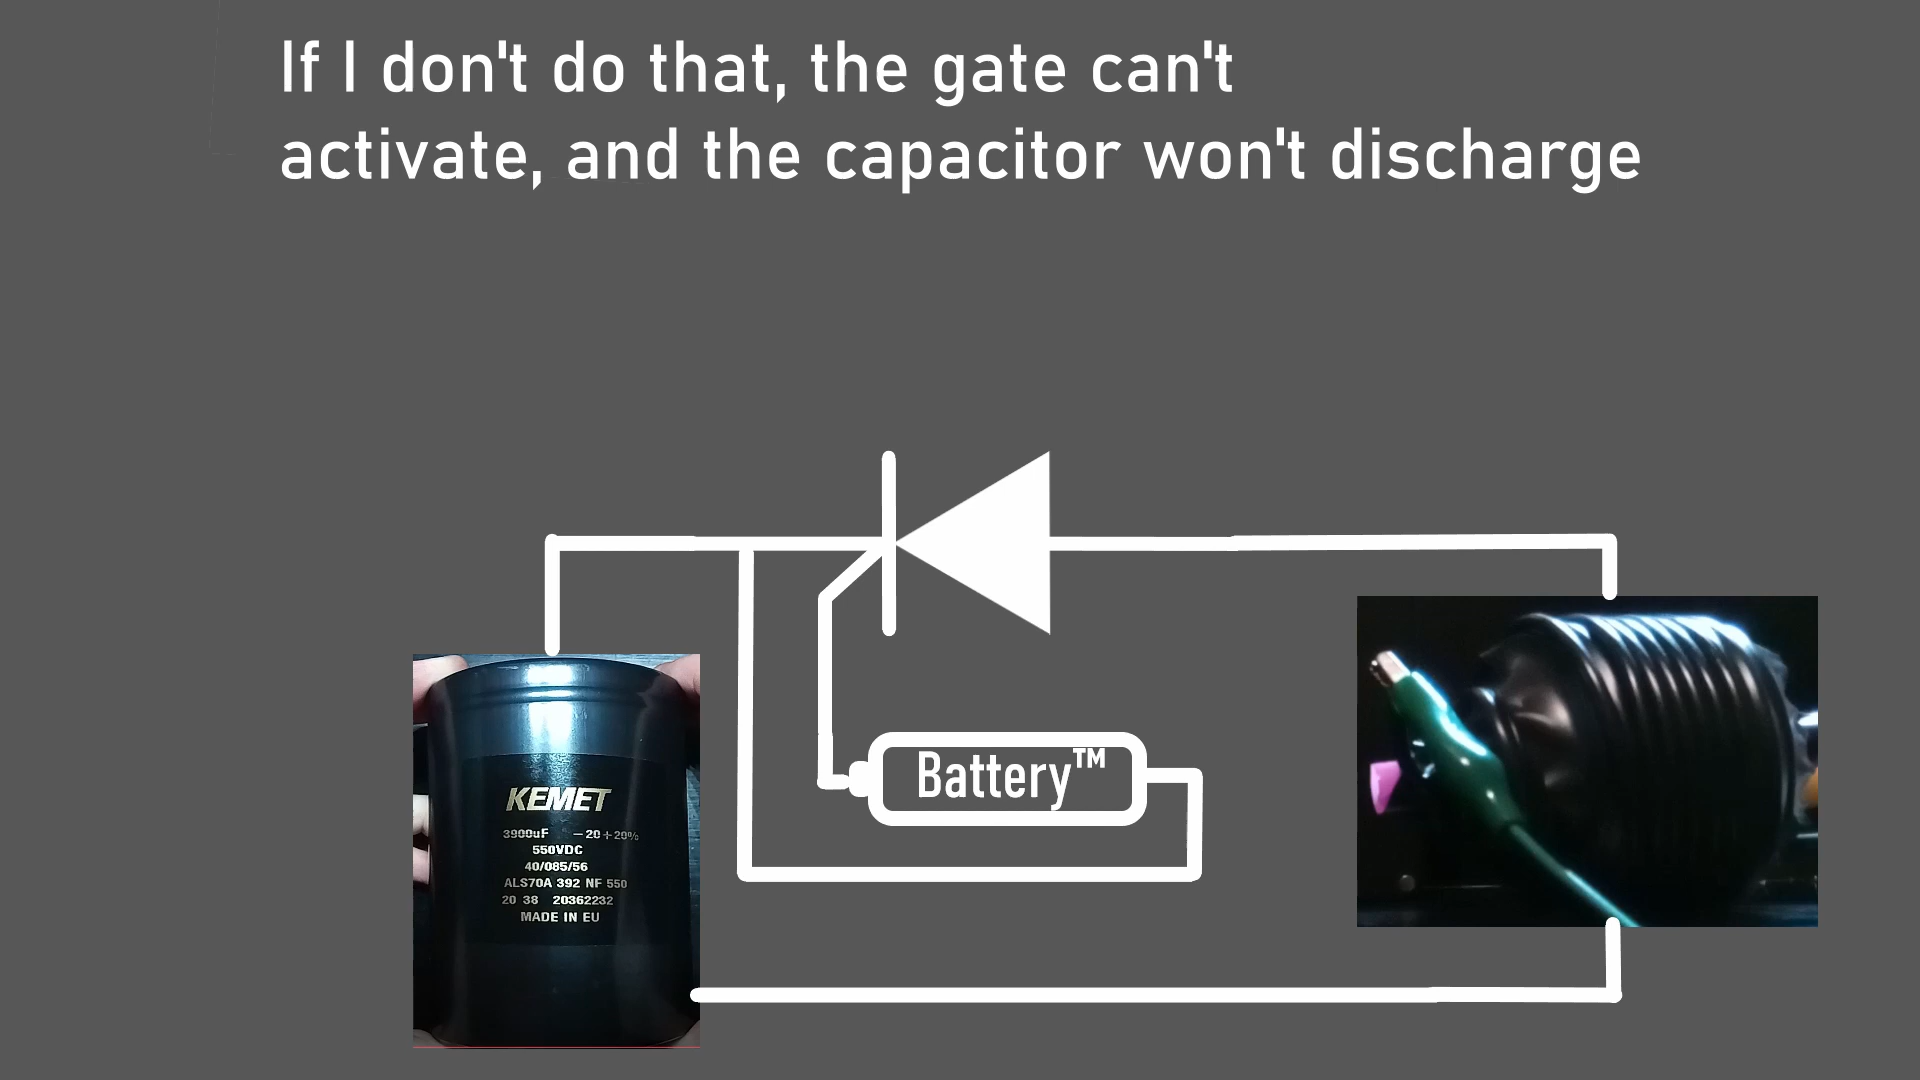 If I don't do that, the gate can't
activate, and the capacitor won't discharge
Battery™
KEMET
3900uF -20+20%
550VDC
40/085/56
ALS70A 392 NF 550
20 38 20362232
MADE IN EU